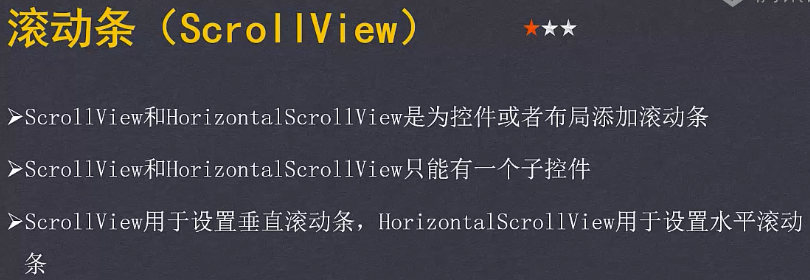 滚动条（ScrollView）
➢ScrollView和HorizontalScrollView是为控件或者布局添加滚动条
➢ScrollView和HorizontalScrollView只能有一个子控件
➢ScrollView用于设置垂直滚动条，HorizontalScrollView用于设置水平滚动
条